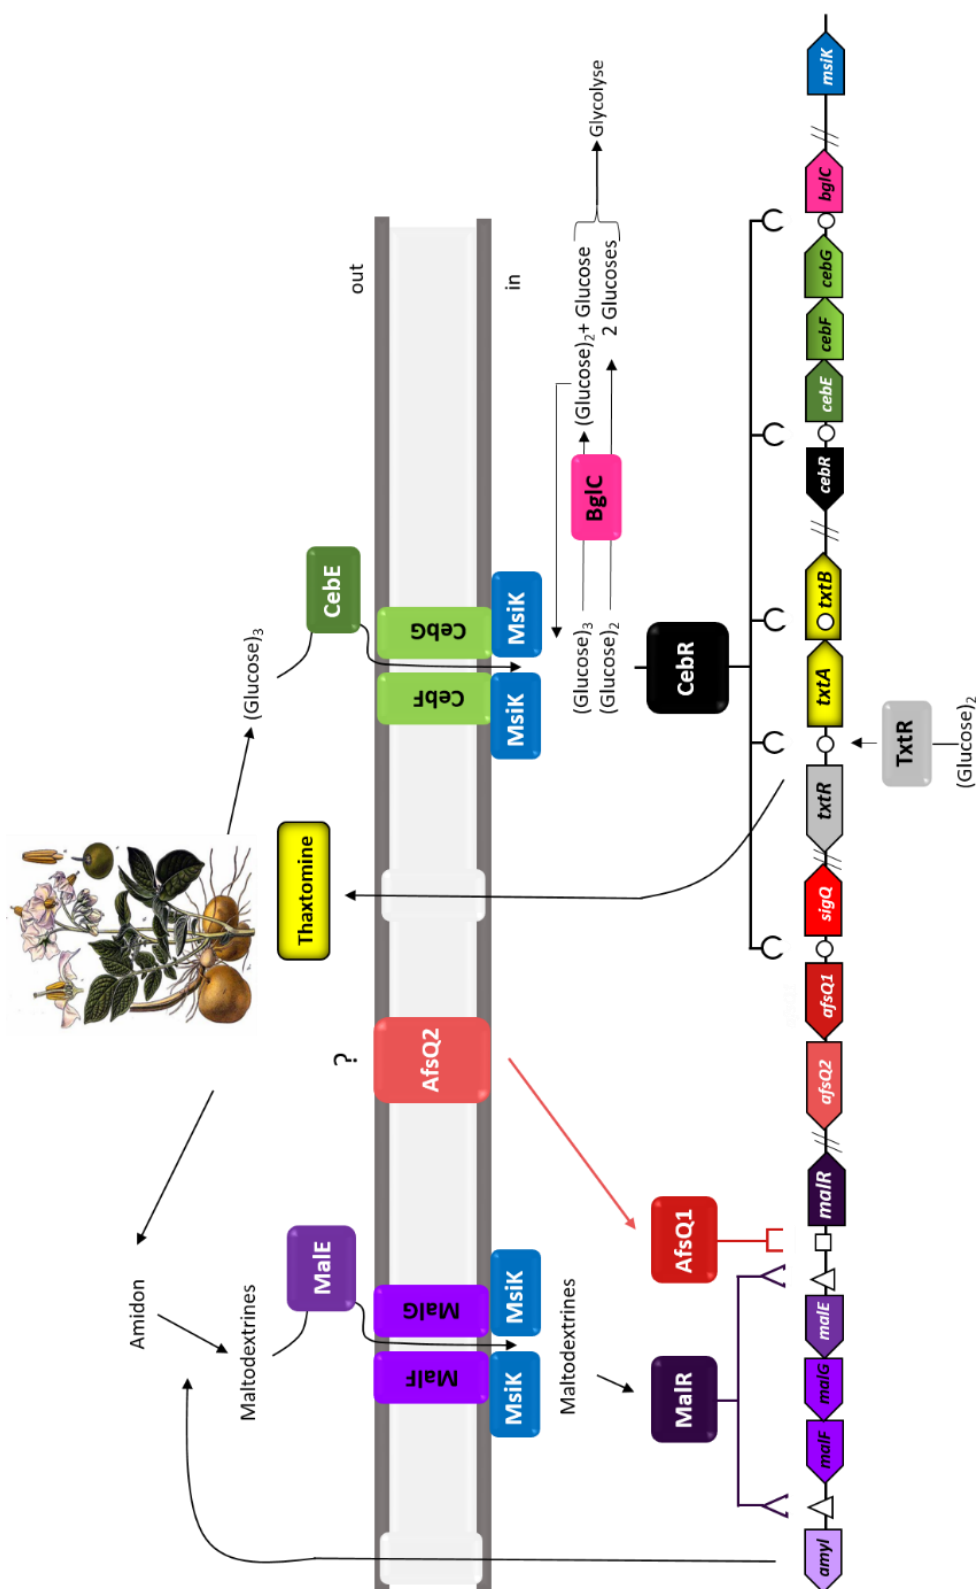 Amidon
(Glucose)₃
?
Thaxtomine
Maltodextrines
MalE
CebE
out
MalF
MalG
AfsQ2
CebF
CebG
MsiK
MsiK
MsiK
MsiK
in
Maltodextrines
(Glucose)₃
(Glucose)₂
BglC
(Glucose)₂+ Glucose
2 Glucoses
Glycolyse
MalR
AfsQ1
CebR
amyl
malF
malG
malE
malR
afsQ2
afsQ1
sigQ
txtR
txtA
txtB
cebR
cebE
cebF
cebG
bglC
msiK
TxtR
(Glucose)₂